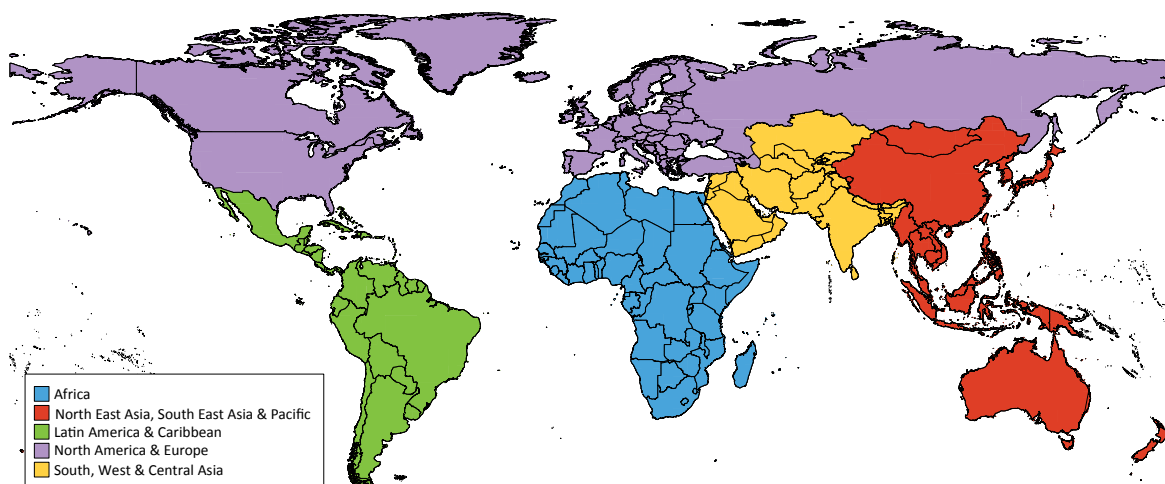 Africa
North East Asia, South East Asia & Pacific
Latin America & Caribbean
North America & Europe
South, West & Central Asia